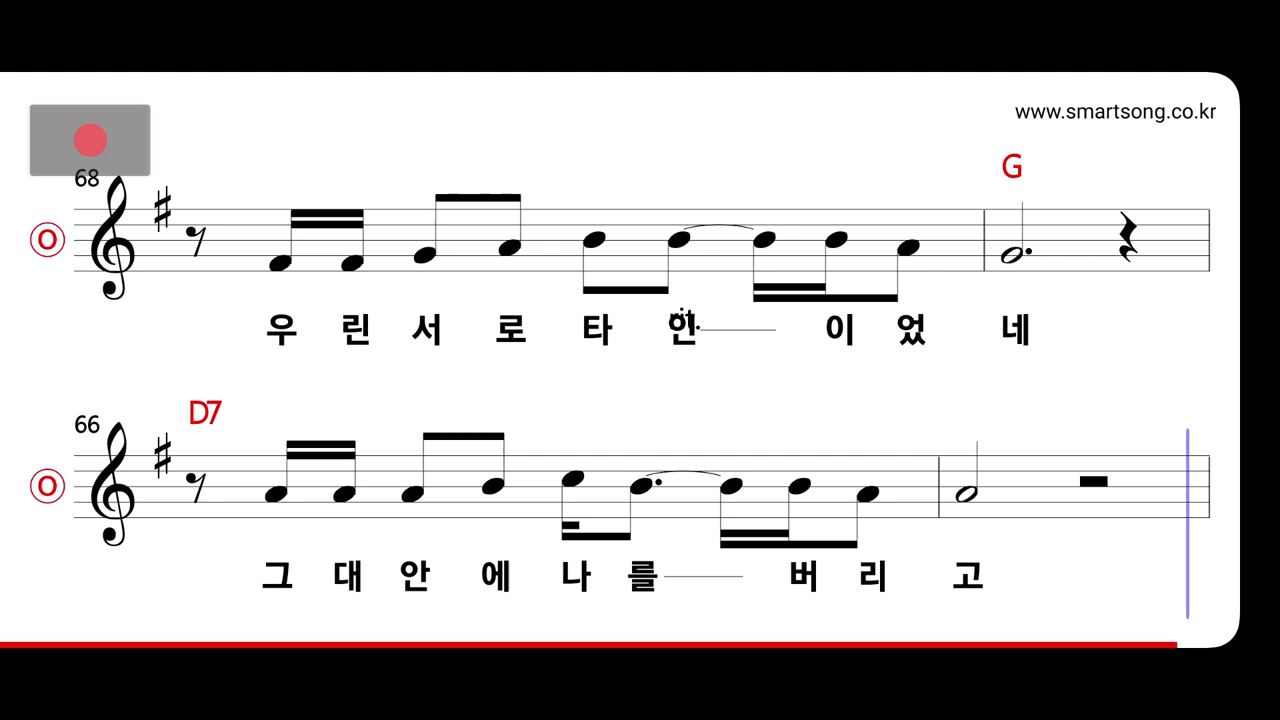 www.smartsong.co.kr
G
68
O
우 린 서 로 타 인 이 었 네
D7
66
O
그 대 안 에 나 를 버 리 고